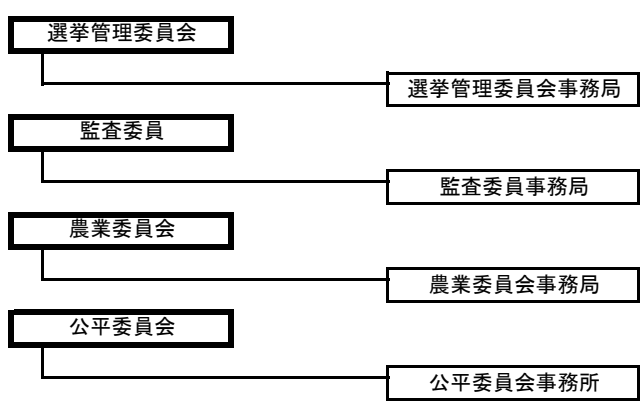 選挙管理委員会
選挙管理委員会事務局
監査委員
監査委員事務局
農業委員会
農業委員会事務局
公平委員会
公平委員会事務所